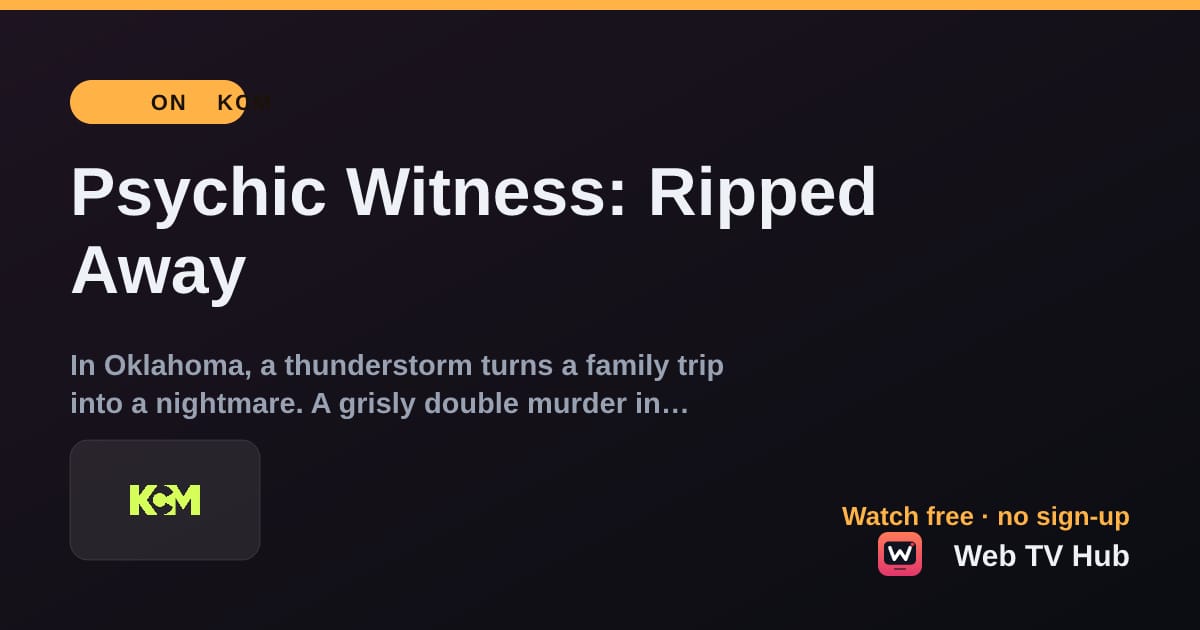 ON KCM
Psychic Witness: Ripped
Away
In Oklahoma, a thunderstorm turns a family trip
into a nightmare. A grisly double murder in…
KCM
Watch free · no sign-up
W Web TV Hub